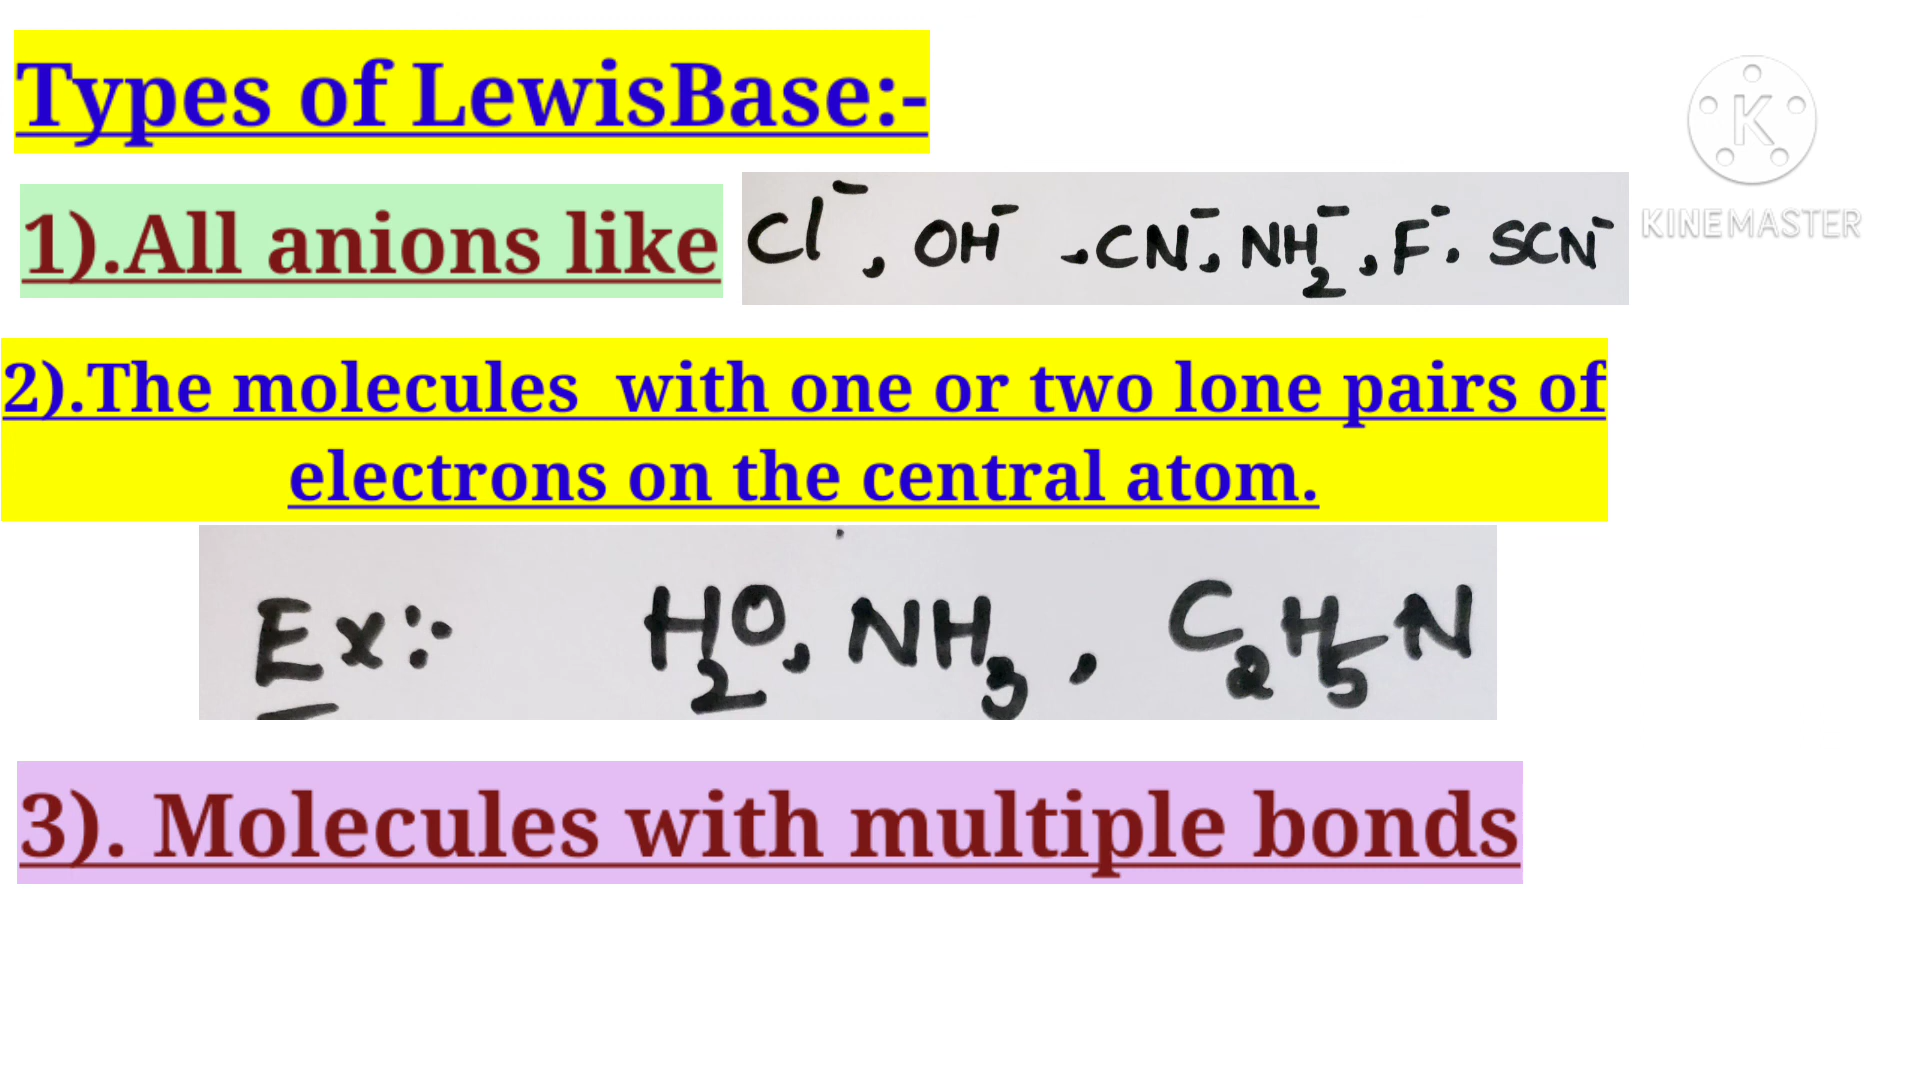 Types of LewisBase:-
K
KINEMASTER
1).All anions like Cl⁻, OH⁻, CN⁻, NH₂⁻, F⁻, SCN⁻
2).The molecules with one or two lone pairs of
electrons on the central atom.
Ex:- H₂O, NH₃, C₂H₅N
3). Molecules with multiple bonds